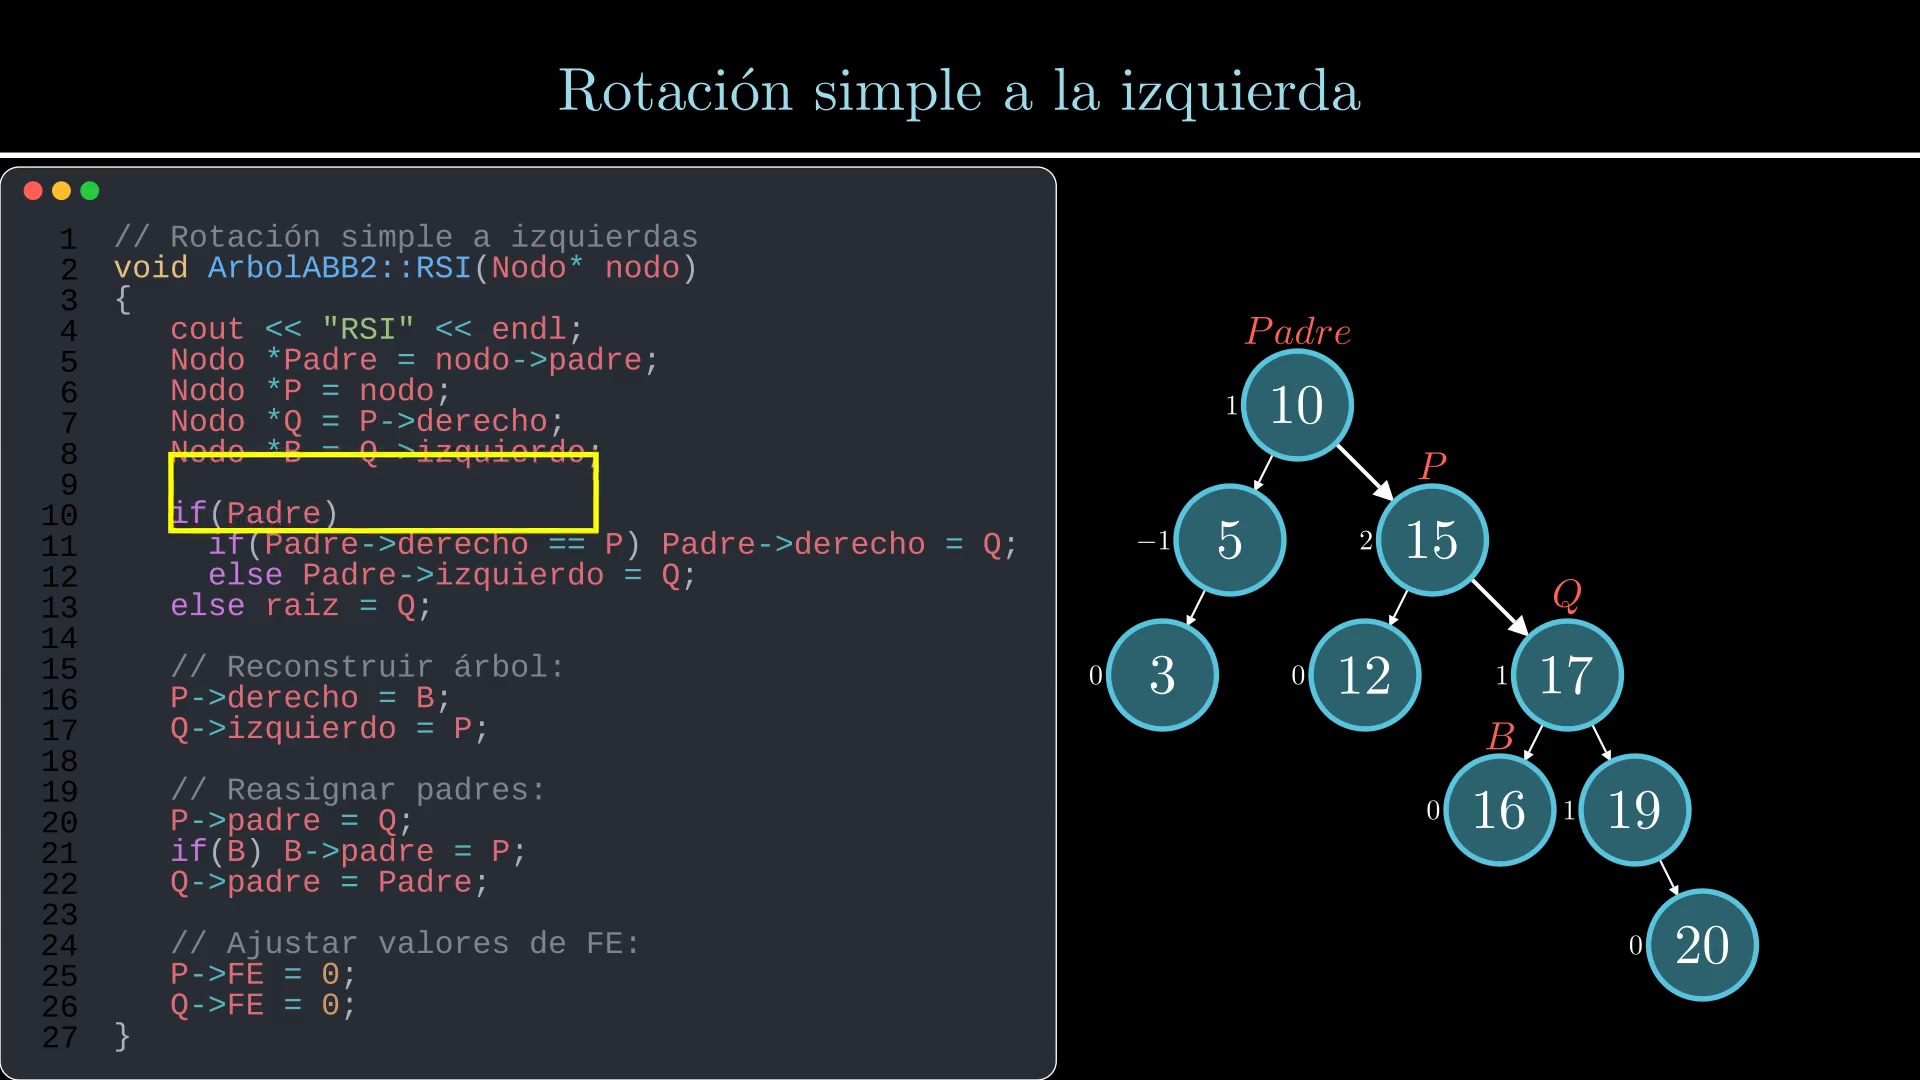 Rotación simple a la izquierda
1 // Rotación simple a izquierdas
2 void ArbolABB2::RSI(Nodo* nodo)
3 {
4 cout << "RSI" << endl;
5 Nodo *Padre = nodo->padre;
6 Nodo *P = nodo;
7 Nodo *Q = P->derecho;
8 Nodo *B = Q->izquierdo;
9
10 if(Padre)
11 if(Padre->derecho == P) Padre->derecho = Q;
12 else Padre->izquierdo = Q;
13 else raiz = Q;
14
15 // Reconstruir árbol:
16 P->derecho = B;
17 Q->izquierdo = P;
18
19 // Reasignar padres:
20 P->padre = Q;
21 if(B) B->padre = P;
22 Q->padre = Padre;
23
24 // Ajustar valores de FE:
25 P->FE = 0;
26 Q->FE = 0;
27 }
Padre
1 10
P
−1 5 2 15
Q
0 3 0 12 1 17
B
0 16 1 19
0 20